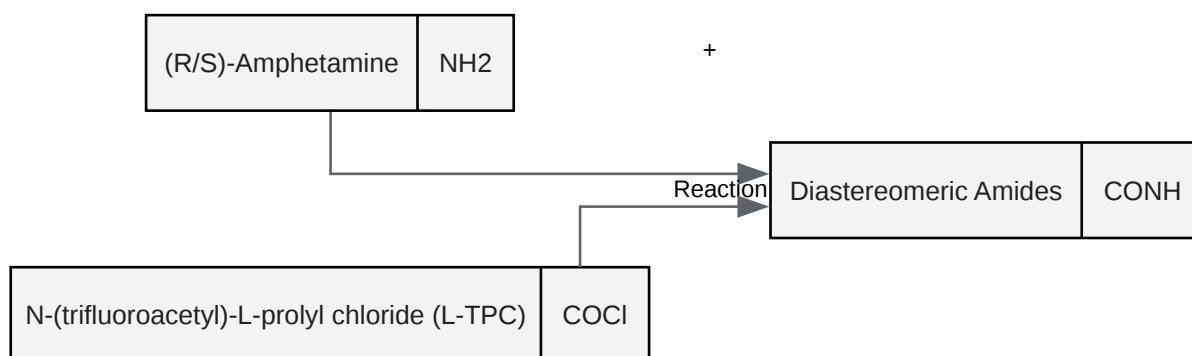 (R/S)-Amphetamine NH2
+
Reaction
Diastereomeric Amides CONH
N-(trifluoroacetyl)-L-prolyl chloride (L-TPC) COCl